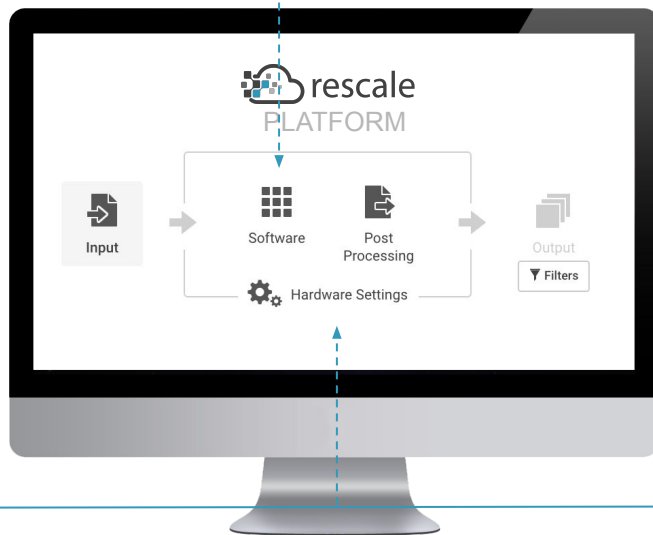 rescale
PLATFORM
Input
Software
Post
Processing
Hardware Settings
Output
Filters